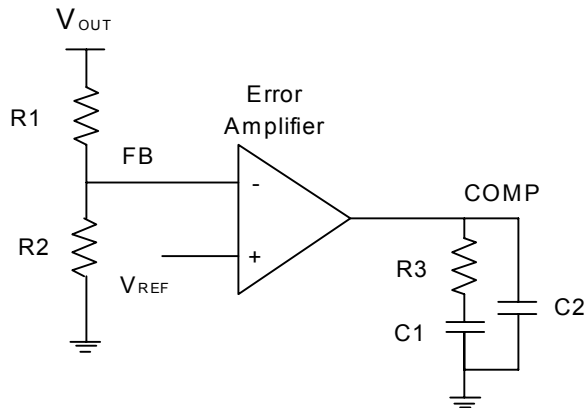 VOUT
R1
Error
Amplifier
FB
-
COMP
R2
+
VREF
R3
C1
C2